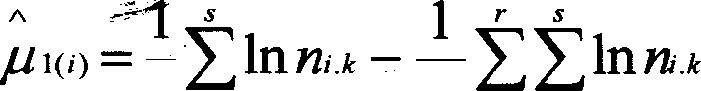 μ̂1(i) = 1 s∑ ln ni.k − 1 r∑ s∑ ln ni.k